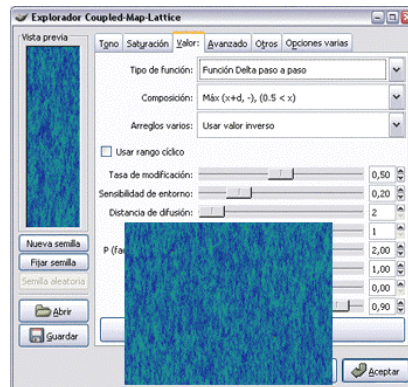 Explorador Coupled-Map-Lattice
Vista previa
Tono Saturación Valor: Avanzado Otros Opciones varias
Tipo de función: Función Delta paso a paso
Composición: Máx (x+d, -), (0.5 < x)
Arreglos varios: Usar valor inverso
Usar rango cíclico
Tasa de modificación: 0,50
Sensibilidad de entorno: 0,20
Distancia de difusión: 2
1
P (fac 2,00
1,00
0,00
0,90
Nueva semilla
Fijar semilla
Semilla aleatoria
Abrir
Guardar
Aceptar